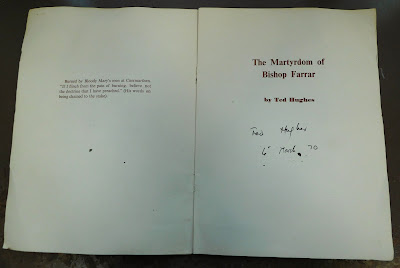 Burned by Bloody Mary's men at Caermarthen.
"If I flinch from the pain of burning, believe not
the doctrine that I have preached." (His words on
being chained to the stake).
The Martyrdom of
Bishop Farrar
by Ted Hughes
Ted Hughes
6th March 70